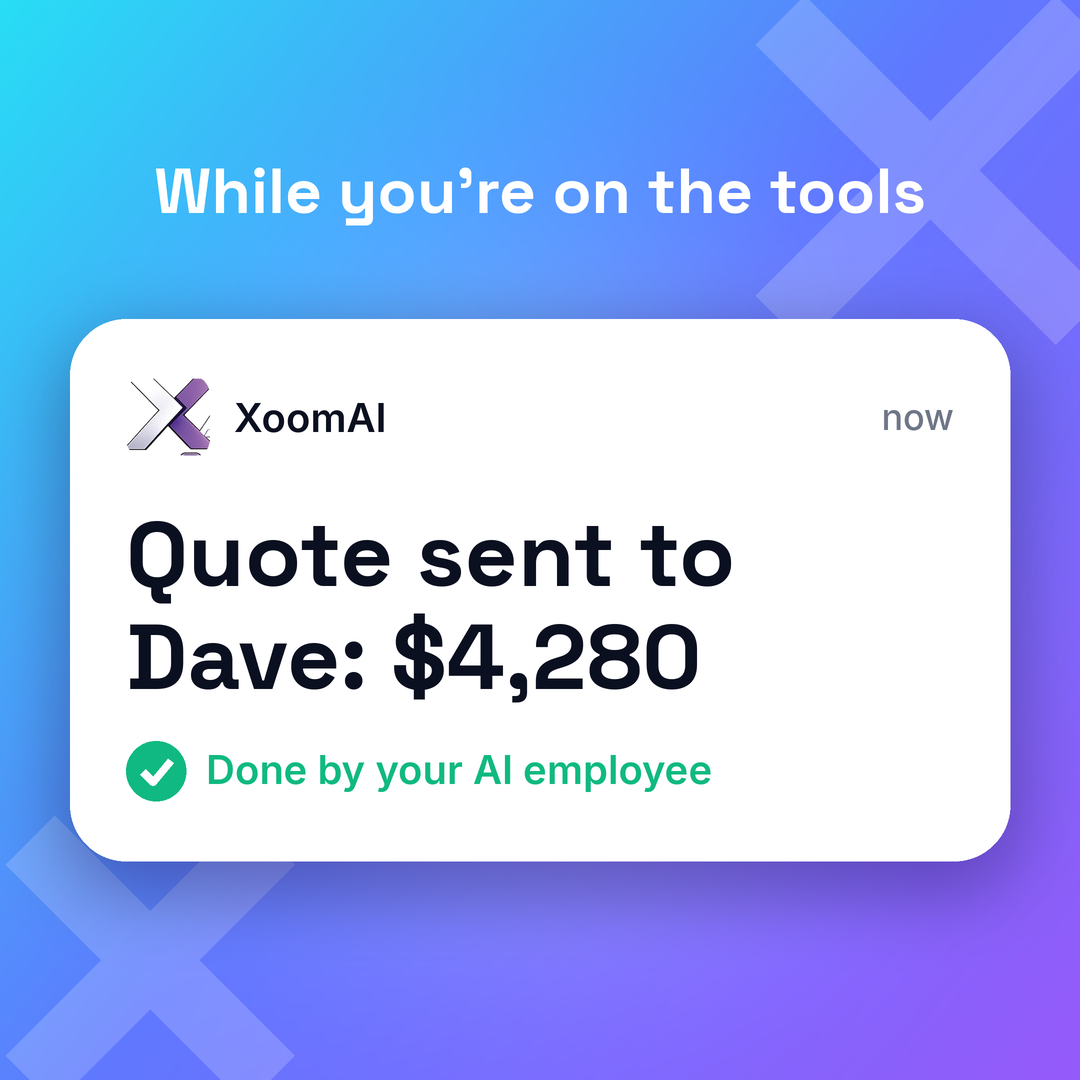 While you’re on the tools
XoomAI
now
Quote sent to
Dave: $4,280
Done by your AI employee